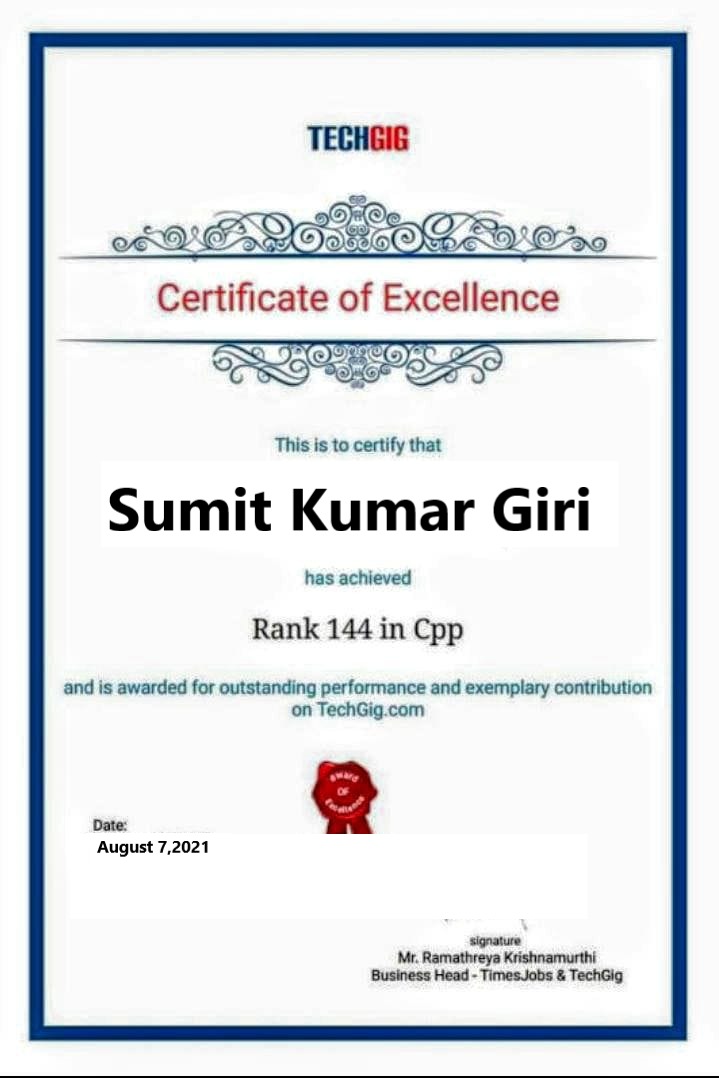 TECHGIG
Certificate of Excellence
This is to certify that
Sumit Kumar Giri
has achieved
Rank 144 in Cpp
and is awarded for outstanding performance and exemplary contribution
on TechGig.com
award
OF
Excellence
Date:
August 7,2021
signature
Mr. Ramathreya Krishnamurthi
Business Head - TimesJobs & TechGig